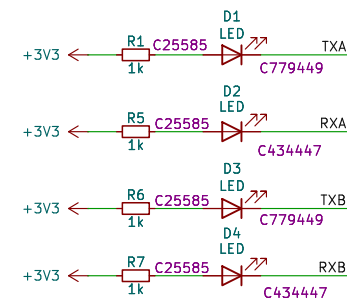 D1
R1 C25585 LED TXA
+3V3
1k C779449
D2
R5 C25585 LED RXA
+3V3
1k C434447
D3
R6 C25585 LED TXB
+3V3
1k C779449
D4
R7 C25585 LED RXB
+3V3
1k C434447